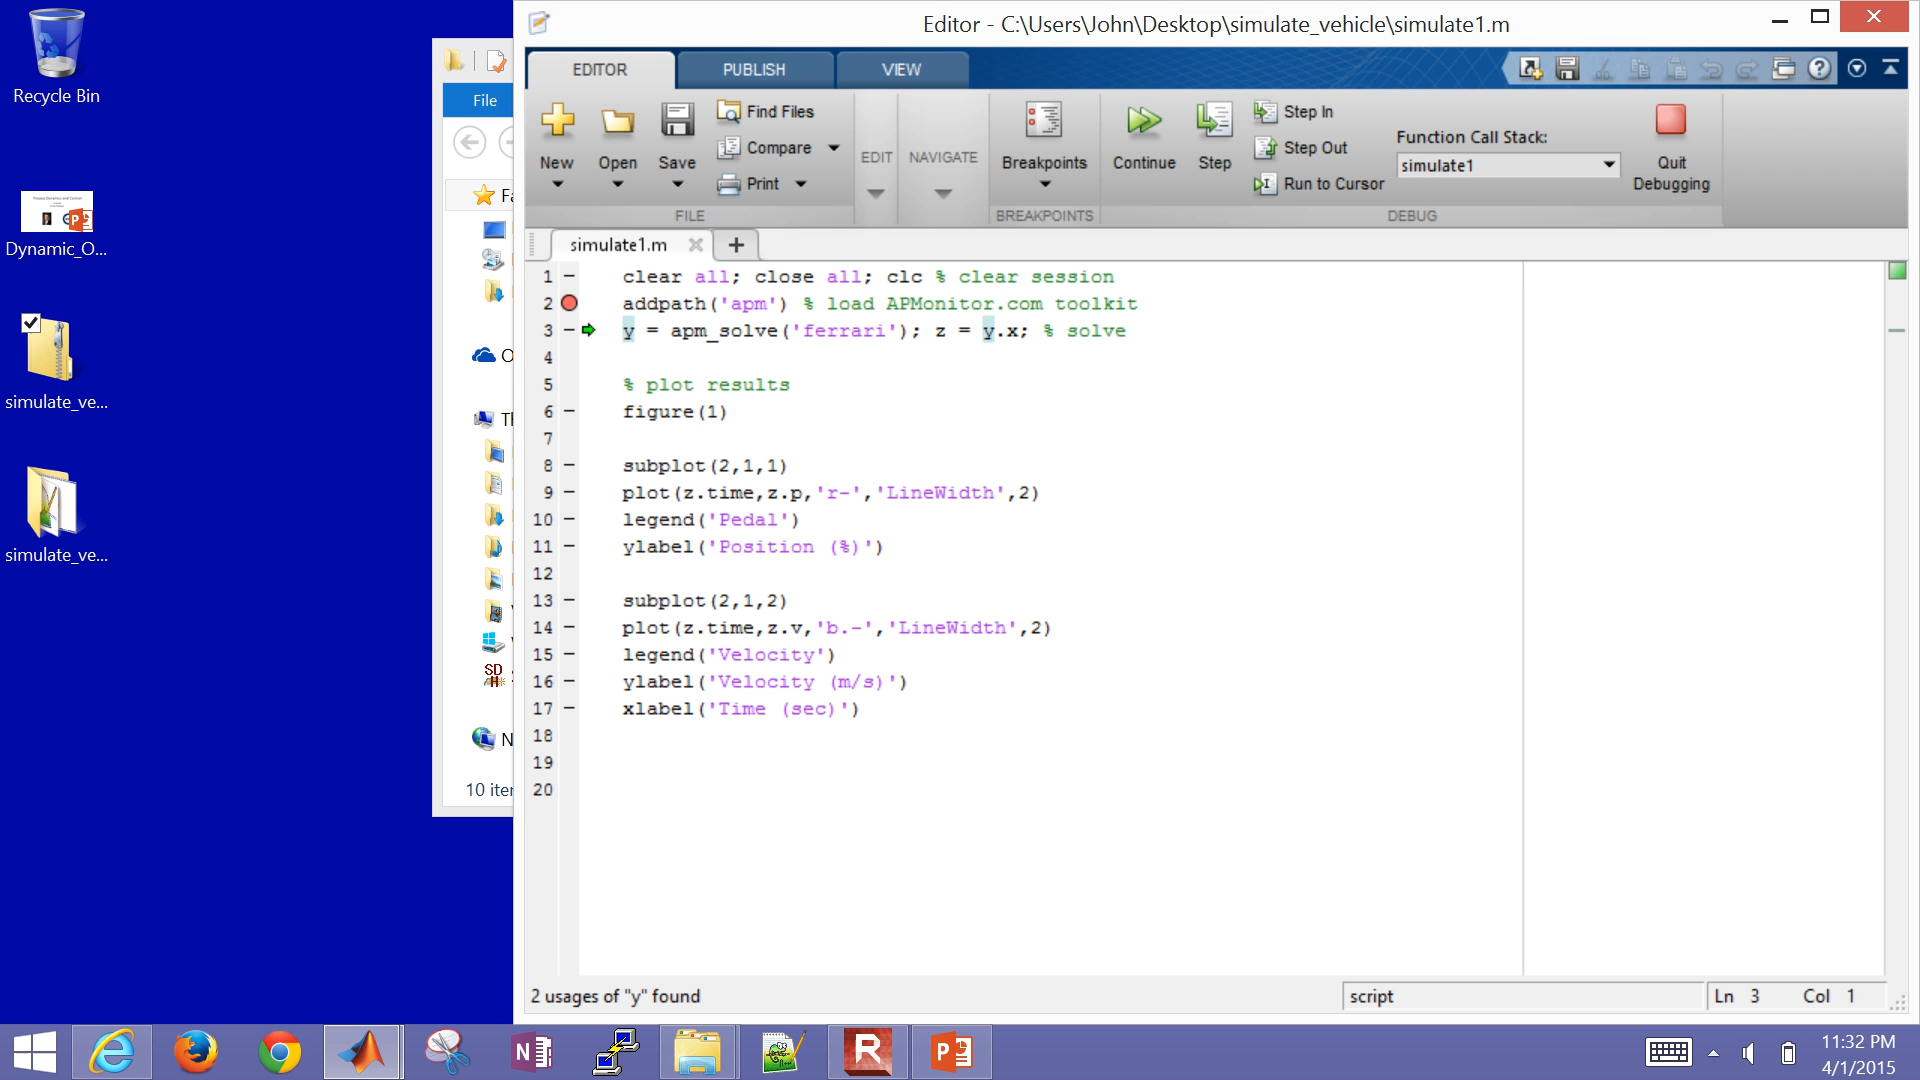 Recycle Bin
Dynamic_O...
simulate_ve...
simulate_ve...
File
10 iter
Editor - C:\Users\John\Desktop\simulate_vehicle\simulate1.m
EDITOR
PUBLISH
VIEW
New
Open
Save
Find Files
Compare
Print
FILE
EDIT
NAVIGATE
Breakpoints
BREAKPOINTS
Continue
Step
Step In
Step Out
Run to Cursor
Function Call Stack:
simulate1
DEBUG
Quit
Debugging
simulate1.m
1 clear all; close all; clc % clear session
2 addpath('apm') % load APMonitor.com toolkit
3 y = apm_solve('ferrari'); z = y.x; % solve
4
5 % plot results
6 figure(1)
7
8 subplot(2,1,1)
9 plot(z.time,z.p,'r-','LineWidth',2)
10 legend('Pedal')
11 ylabel('Position (%)')
12
13 subplot(2,1,2)
14 plot(z.time,z.v,'b.-','LineWidth',2)
15 legend('Velocity')
16 ylabel('Velocity (m/s)')
17 xlabel('Time (sec)')
18
19
20
2 usages of "y" found
script
Ln 3 Col 1
11:32 PM
4/1/2015